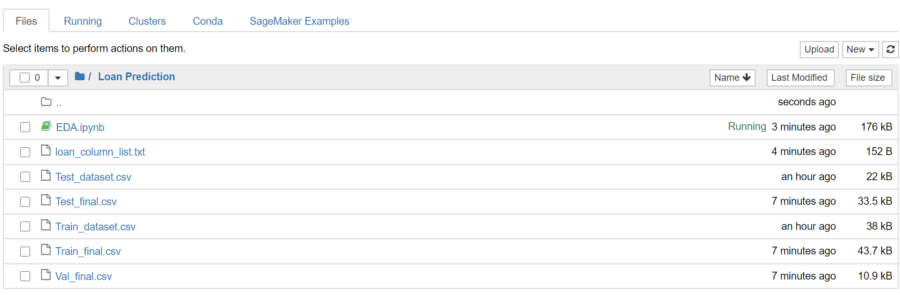 Files Running Clusters Conda SageMaker Examples
Select items to perform actions on them. Upload New
0 / Loan Prediction Name Last Modified File size
.. seconds ago
EDA.ipynb Running 3 minutes ago 176 kB
loan_column_list.txt 4 minutes ago 152 B
Test_dataset.csv an hour ago 22 kB
Test_final.csv 7 minutes ago 33.5 kB
Train_dataset.csv an hour ago 38 kB
Train_final.csv 7 minutes ago 43.7 kB
Val_final.csv 7 minutes ago 10.9 kB